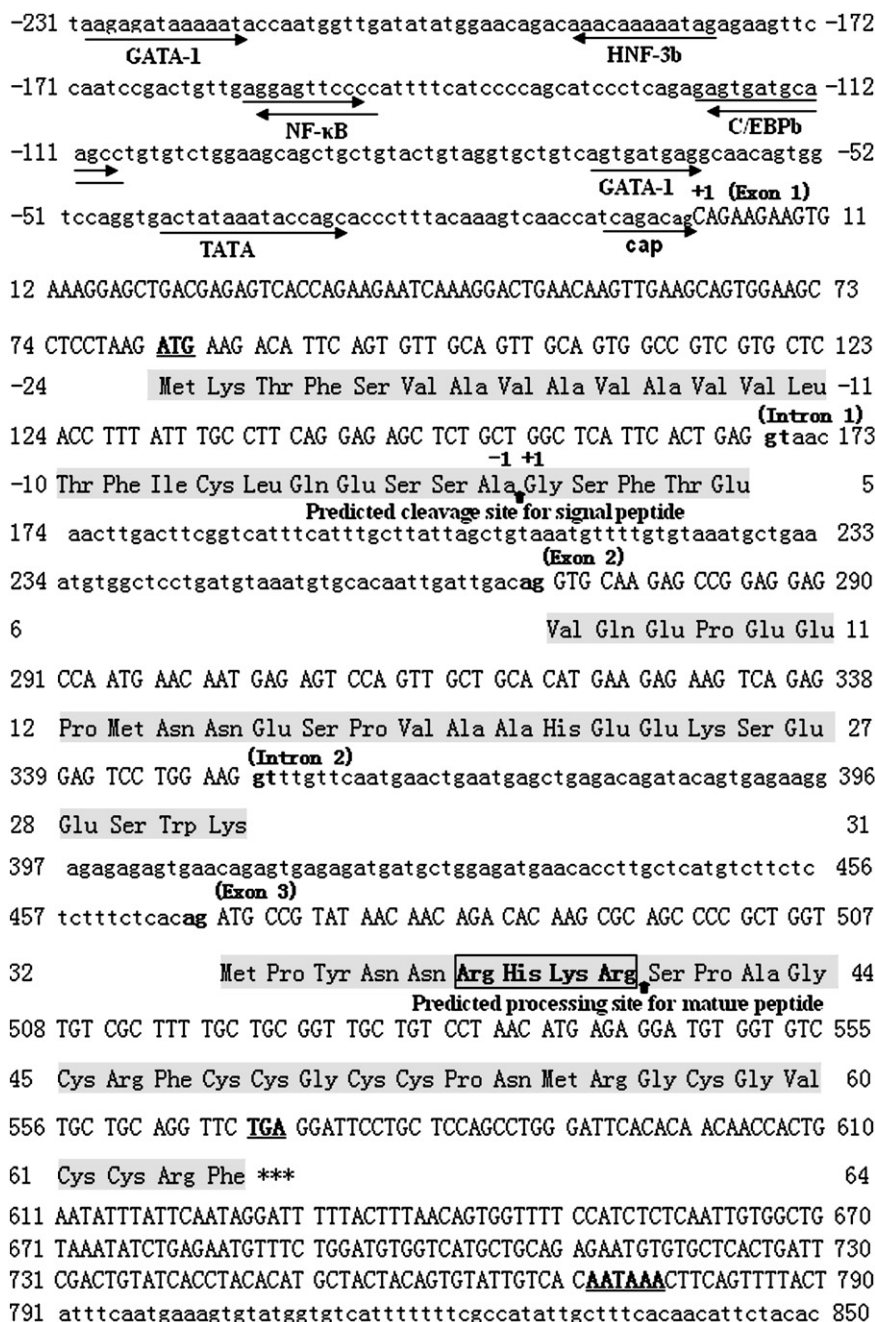 -231 taagagataaaaataccaatggttgatatatggaacagacaaacaaaaatagagaagttc -172
GATA-1 HNF-3b
-171 caatccgactgttgaggagttccccattttcatccccagcatccctcagagagtgatgca -112
NF-κB C/EBPb
-111 agcctgtgtctggaagcagctgctgtactgtaggtgctgtcagtgatgaggcaacagtgg -52
GATA-1 +1 (Exon 1)
-51 tccaggtgactataaataccagcaccctttacaaagtcaaccatcagacagCAGAAGAAGTG 11
TATA cap
12 AAAGGAGCTGACGAGAGTCACCAGAAGAATCAAAGGACTGAACAAGTTGAAGCAGTGGAAGC 73
74 CTCCTAAG ATG AAG ACA TTC AGT GTT GCA GTT GCA GTG GCC GTC GTG CTC 123
-24 Met Lys Thr Phe Ser Val Ala Val Ala Val Ala Val Val Leu -11
(Intron 1)
124 ACC TTT ATT TGC CTT CAG GAG AGC TCT GCT GGC TCA TTC ACT GAG gtaac 173
-1 +1
-10 Thr Phe Ile Cys Leu Gln Glu Ser Ser Ala Gly Ser Phe Thr Glu 5
Predicted cleavage site for signal peptide
174 aacttgacttcggtcatttcatttgcttattagctgtaaatgttttgtgtaaatgctgaa 233
(Exon 2)
234 atgtggctcctgatgtaaatgtgcacaattgattgacag GTG CAA GAG CCG GAG GAG 290
6 Val Gln Glu Pro Glu Glu 11
291 CCA ATG AAC AAT GAG AGT CCA GTT GCT GCA CAT GAA GAG AAG TCA GAG 338
12 Pro Met Asn Asn Glu Ser Pro Val Ala Ala His Glu Glu Lys Ser Glu 27
(Intron 2)
339 GAG TCC TGG AAG gtttgttcaatgaactgaatgagctgagacagatacagtgagaagg 396
28 Glu Ser Trp Lys 31
397 agagagagtgaacagagtgagagatgatgctggagatgaacaccttgctcatgtcttctc 456
(Exon 3)
457 tctttctcacag ATG CCG TAT AAC AAC AGA CAC AAG CGC AGC CCC GCT GGT 507
32 Met Pro Tyr Asn Asn Arg His Lys Arg Ser Pro Ala Gly 44
Predicted processing site for mature peptide
508 TGT CGC TTT TGC TGC GGT TGC TGT CCT AAC ATG AGA GGA TGT GGT GTC 555
45 Cys Arg Phe Cys Cys Gly Cys Cys Pro Asn Met Arg Gly Cys Gly Val 60
556 TGC TGC AGG TTC TGA GGATTCCTGC TCCAGCCTGG GATTCACACA ACAACCACTG 610
61 Cys Cys Arg Phe *** 64
611 AATATTTATTCAATAGGATT TTTACTTTAACAGTGGTTTT CCATCTCTCAATTGTGGCTG 670
671 TAAATATCTGAGAATGTTTC TGGATGTGGTCATGCTGCAG AGAATGTGTGCTCACTGATT 730
731 CGACTGTATCACCTACACAT GCTACTACAGTGTATTGTCA CAATAAACTTCAGTTTTACT 790
791 atttcaatgaaagtgtatggtgtcatttttttcgccatattgctttcacaacattctacac 850